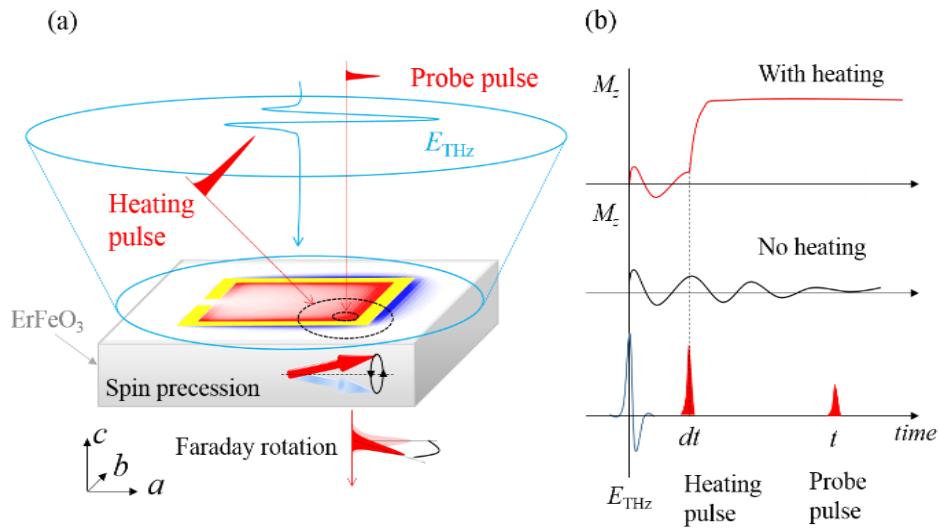 (a)
Probe pulse
E_THz
Heating
pulse
ErFeO3
Spin precession
Faraday rotation
c
b
a
(b)
M_z
With heating
M_z
No heating
dt
t
time
E_THz
Heating
pulse
Probe
pulse